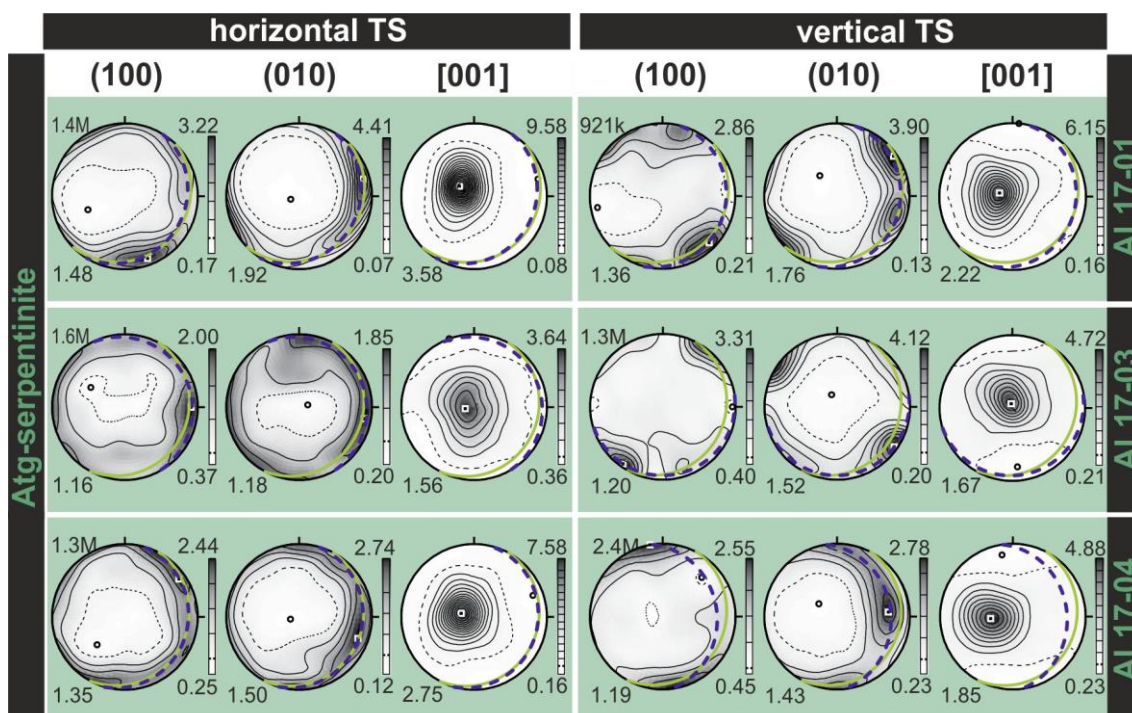 horizontal TS
vertical TS
(100) (010) [001] (100) (010) [001]
Atg-serpentinite
1.4M 3.22 4.41 9.58 921k 2.86 3.90 6.15
1.48 0.17 1.92 0.07 3.58 0.08 1.36 0.21 1.76 0.13 2.22 0.16
AL 17-01
1.6M 2.00 1.85 3.64 1.3M 3.31 4.12 4.72
1.16 0.37 1.18 0.20 1.56 0.36 1.20 0.40 1.52 0.20 1.67 0.21
AL 17-03
1.3M 2.44 2.74 7.58 2.4M 2.55 2.78 4.88
1.35 0.25 1.50 0.12 2.75 0.16 1.19 0.45 1.43 0.23 1.85 0.23
AL 17-04